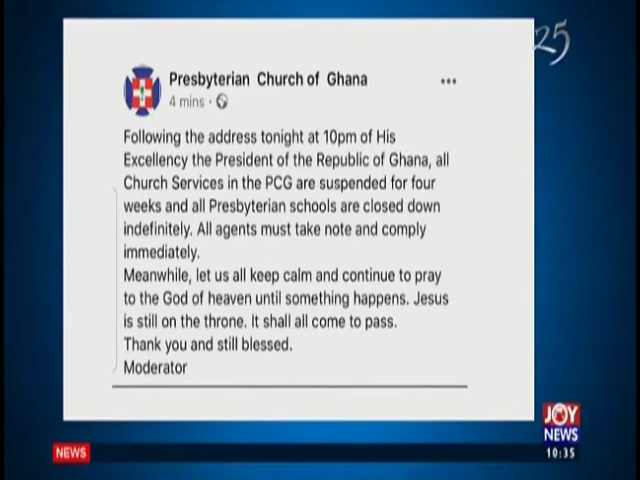 25
Presbyterian Church of Ghana
4 mins ·
Following the address tonight at 10pm of His
Excellency the President of the Republic of Ghana, all
Church Services in the PCG are suspended for four
weeks and all Presbyterian schools are closed down
indefinitely. All agents must take note and comply
immediately.
Meanwhile, let us all keep calm and continue to pray
to the God of heaven until something happens. Jesus
is still on the throne. It shall all come to pass.
Thank you and still blessed.
Moderator
JOY
NEWS
NEWS
10:35